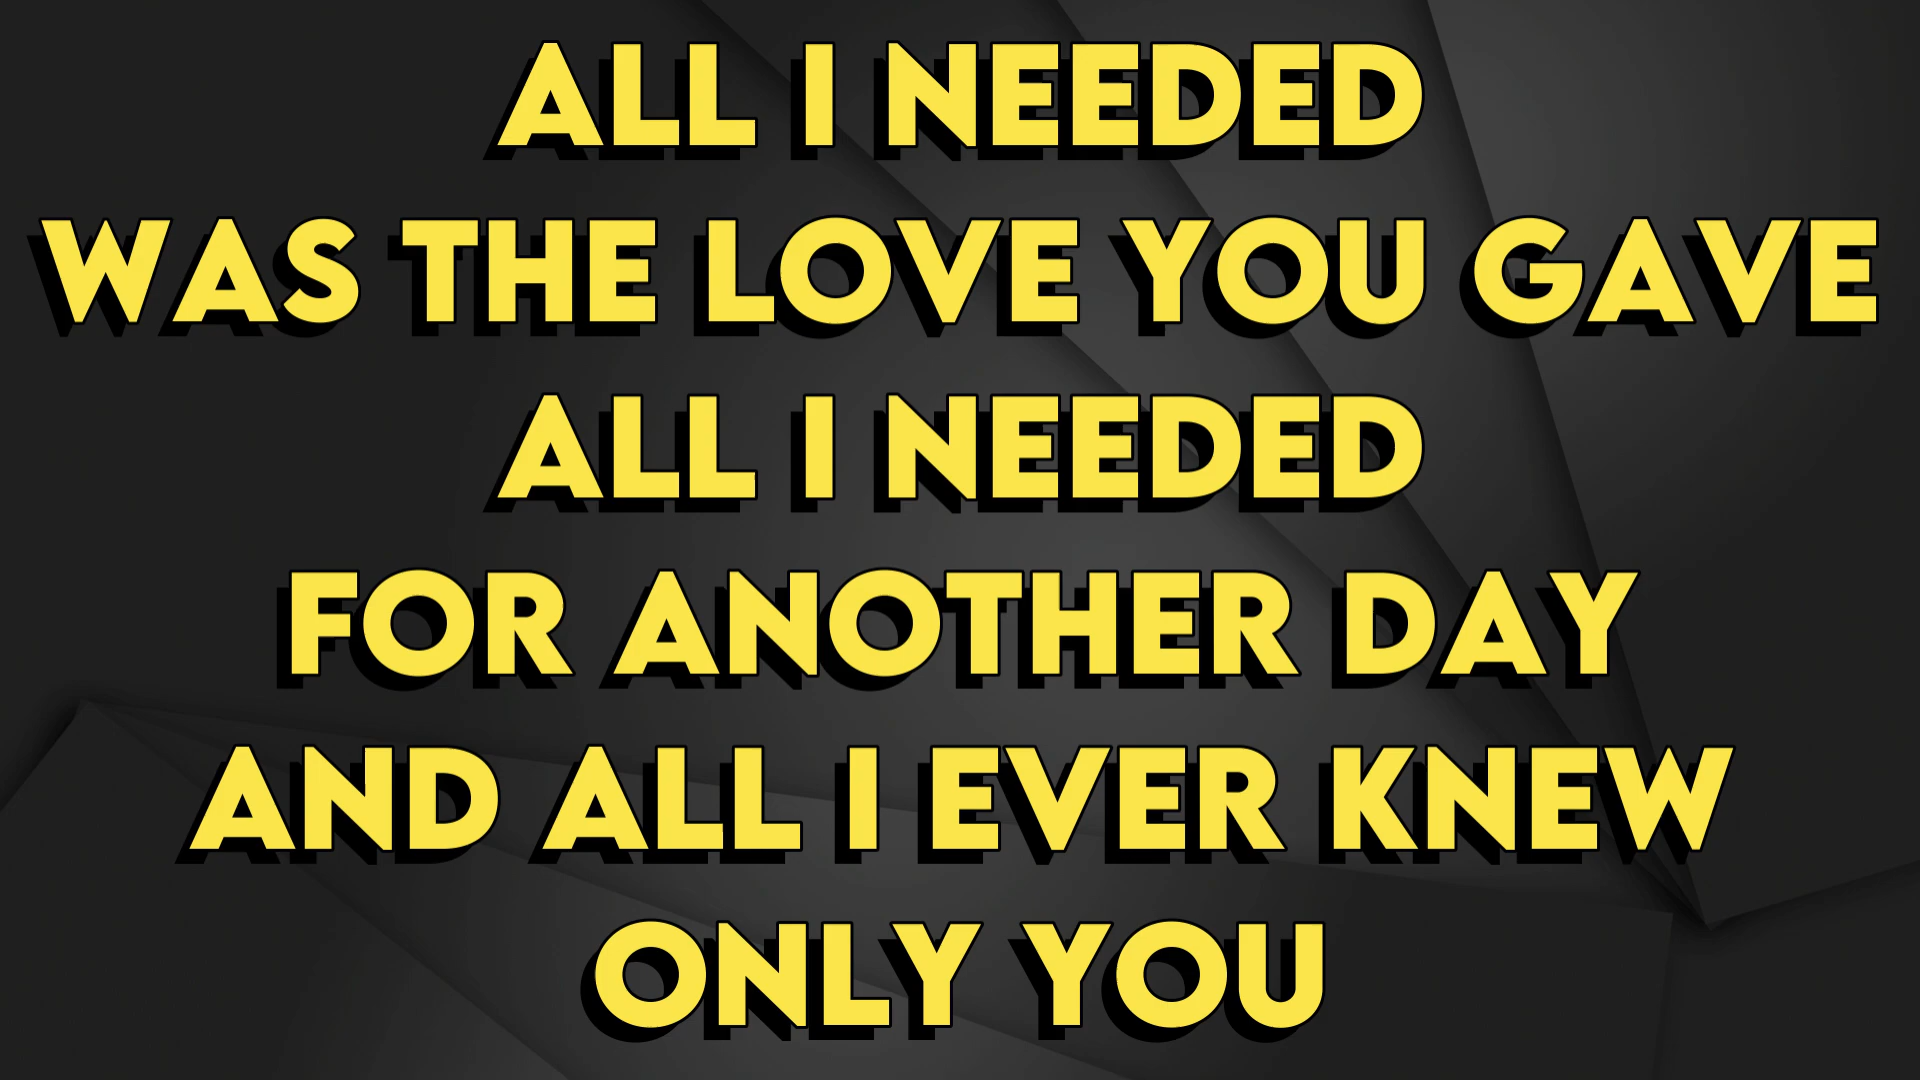 ALL I NEEDED
WAS THE LOVE YOU GAVE
ALL I NEEDED
FOR ANOTHER DAY
AND ALL I EVER KNEW
ONLY YOU